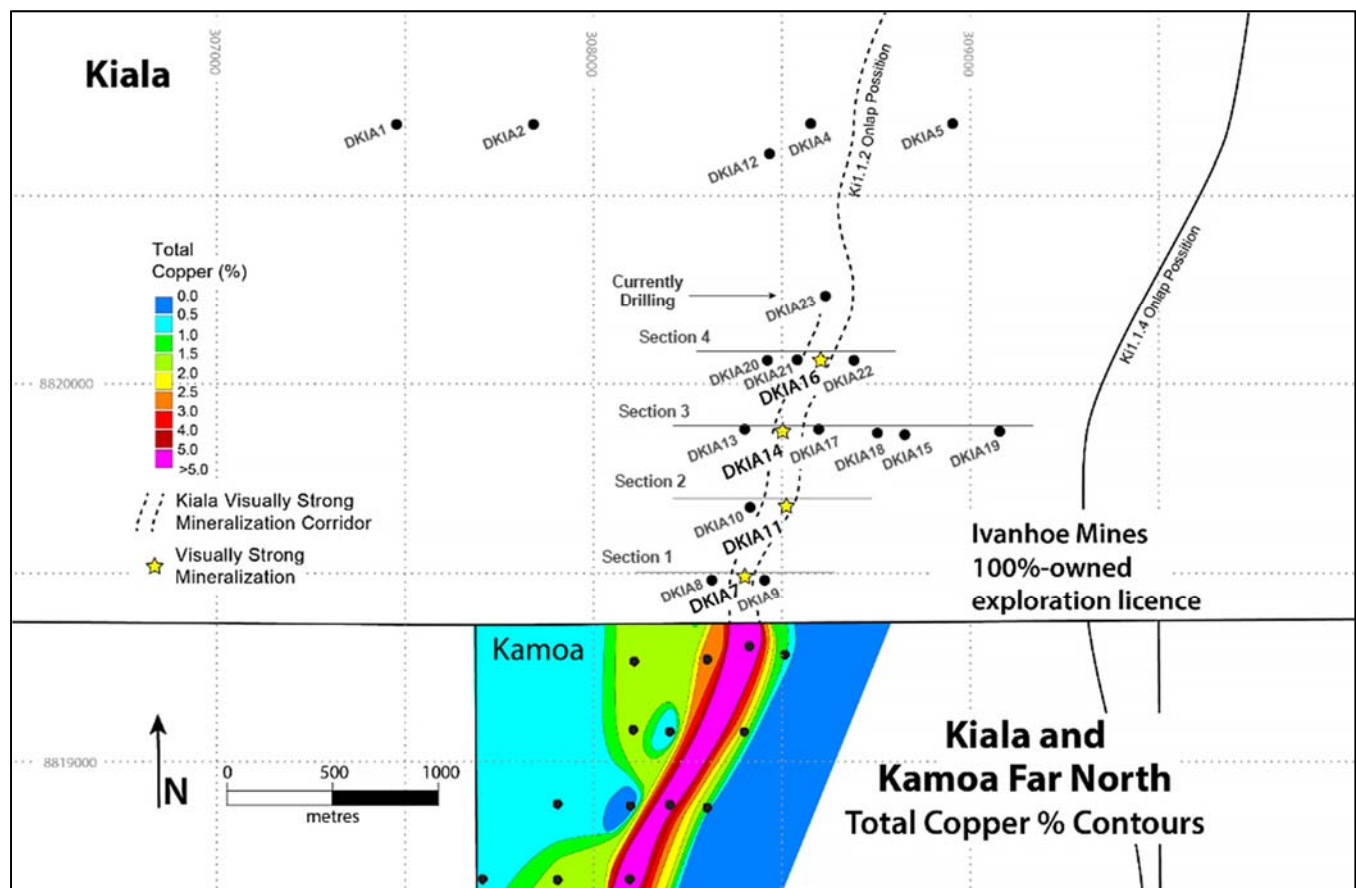 Kiala
307000
308000
309000
Ki1.1.2 Onlap Possition
DKIA1
DKIA2
DKIA12
DKIA4
DKIA5
Ki1.1.4 Onlap Possition
Total
Copper (%)
0.0
0.5
1.0
1.5
2.0
2.5
3.0
4.0
5.0
>5.0
Kiala Visually Strong
Mineralization Corridor
Visually Strong
Mineralization
Currently
Drilling
DKIA23
Section 4
DKIA20
DKIA21
DKIA16
DKIA22
8820000
Section 3
DKIA13
DKIA14
DKIA17
DKIA18
DKIA15
DKIA19
Section 2
DKIA10
DKIA11
Section 1
DKIA8
DKIA7
DKIA9
Ivanhoe Mines
100%-owned
exploration licence
Kamoa
8819000
N
0
500
1000
metres
Kiala and
Kamoa Far North
Total Copper % Contours